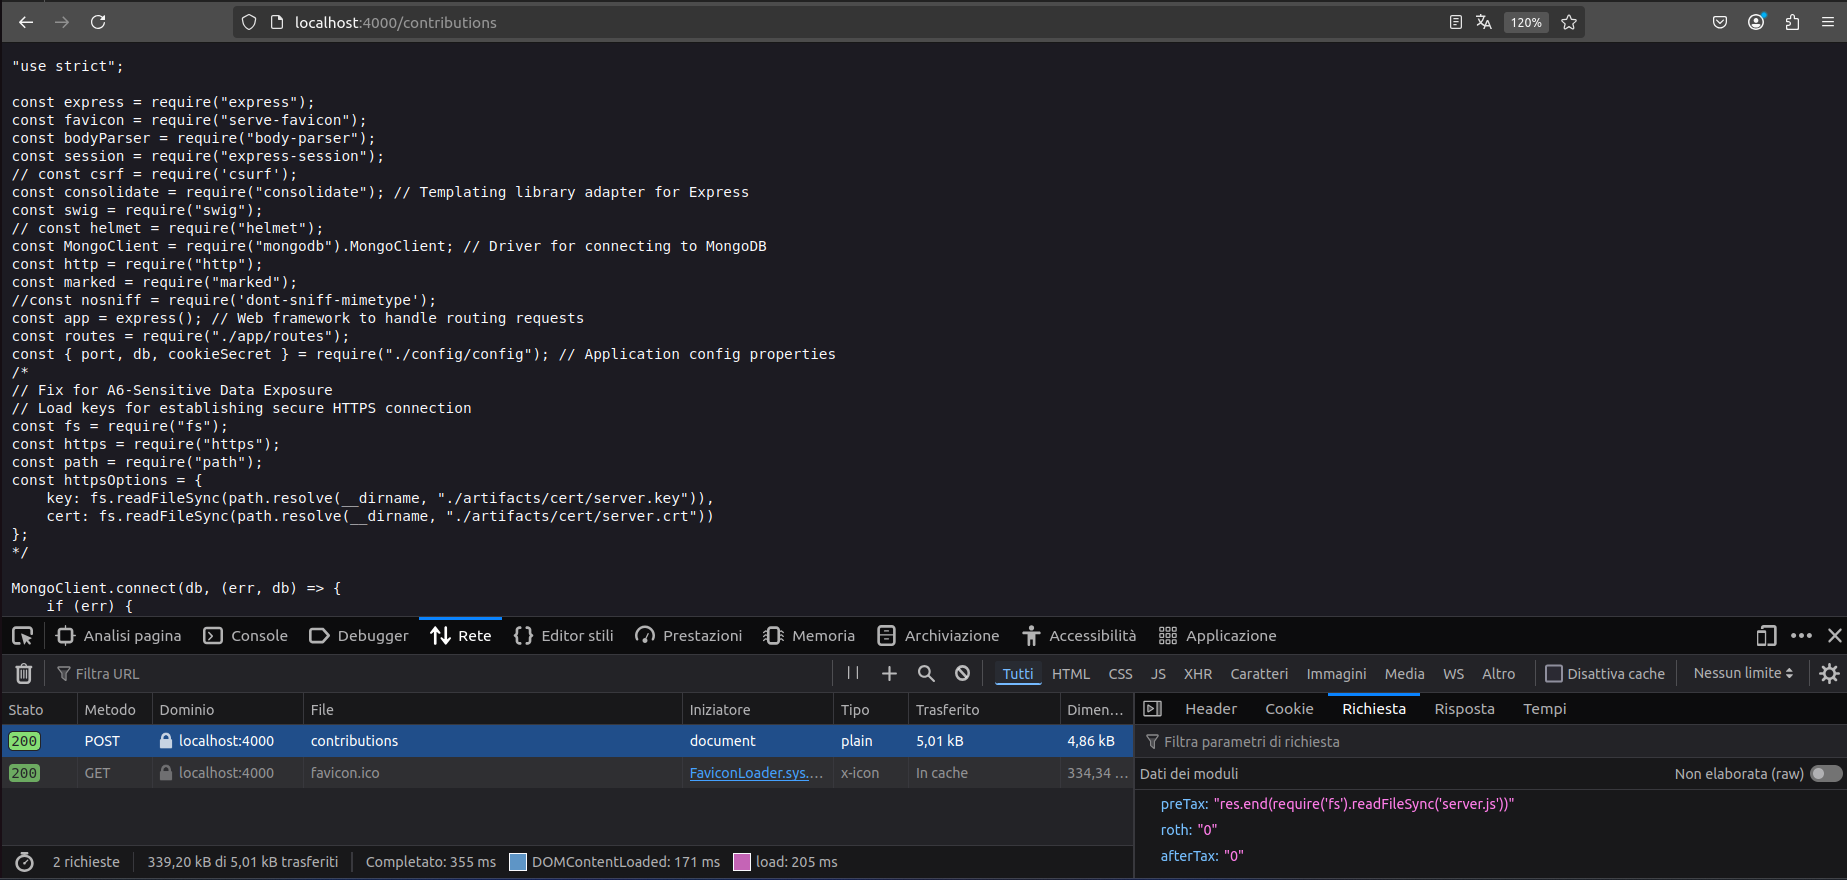 localhost:4000/contributions
120%
"use strict";
const express = require("express");
const favicon = require("serve-favicon");
const bodyParser = require("body-parser");
const session = require("express-session");
// const csrf = require('csurf');
const consolidate = require("consolidate"); // Templating library adapter for Express
const swig = require("swig");
// const helmet = require("helmet");
const MongoClient = require("mongodb").MongoClient; // Driver for connecting to MongoDB
const http = require("http");
const marked = require("marked");
//const nosniff = require('dont-sniff-mimetype');
const app = express(); // Web framework to handle routing requests
const routes = require("./app/routes");
const { port, db, cookieSecret } = require("./config/config"); // Application config properties
/*
// Fix for A6-Sensitive Data Exposure
// Load keys for establishing secure HTTPS connection
const fs = require("fs");
const https = require("https");
const path = require("path");
const httpsOptions = {
    key: fs.readFileSync(path.resolve(__dirname, "./artifacts/cert/server.key")),
    cert: fs.readFileSync(path.resolve(__dirname, "./artifacts/cert/server.crt"))
};
*/
MongoClient.connect(db, (err, db) => {
    if (err) {
Analisi pagina Console Debugger Rete Editor stili Prestazioni Memoria Archiviazione Accessibilità Applicazione
Filtra URL Tutti HTML CSS JS XHR Caratteri Immagini Media WS Altro Disattiva cache Nessun limite
Stato Metodo Dominio File Iniziatore Tipo Trasferito Dimen...
200 POST localhost:4000 contributions document plain 5,01 kB 4,86 kB
200 GET localhost:4000 favicon.ico FaviconLoader.sys.... x-icon In cache 334,34 ...
2 richieste 339,20 kB di 5,01 kB trasferiti Completato: 355 ms DOMContentLoaded: 171 ms load: 205 ms
Header Cookie Richiesta Risposta Tempi
Filtra parametri di richiesta
Dati dei moduli Non elaborata (raw)
preTax: "res.end(require('fs').readFileSync('server.js'))"
roth: "0"
afterTax: "0"